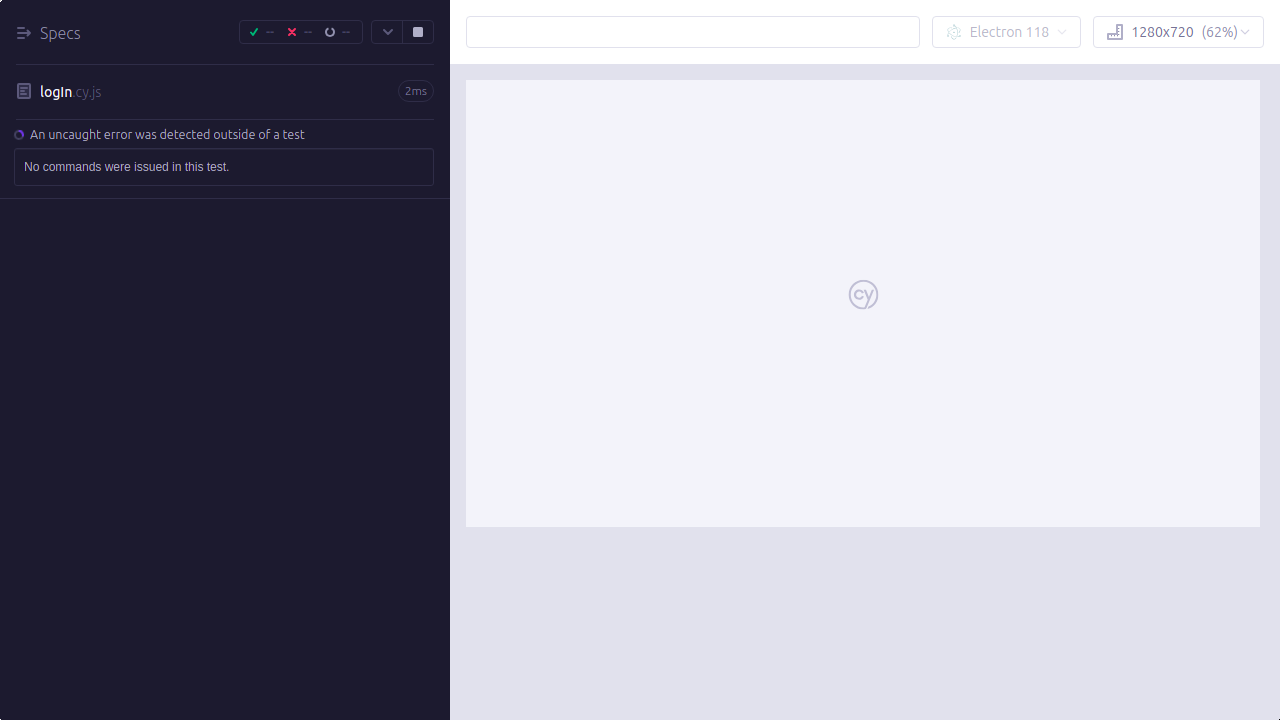 Specs
-- -- --
logIn.cy.js
2ms
An uncaught error was detected outside of a test
No commands were issued in this test.
Electron 118
1280x720 (62%)
cy